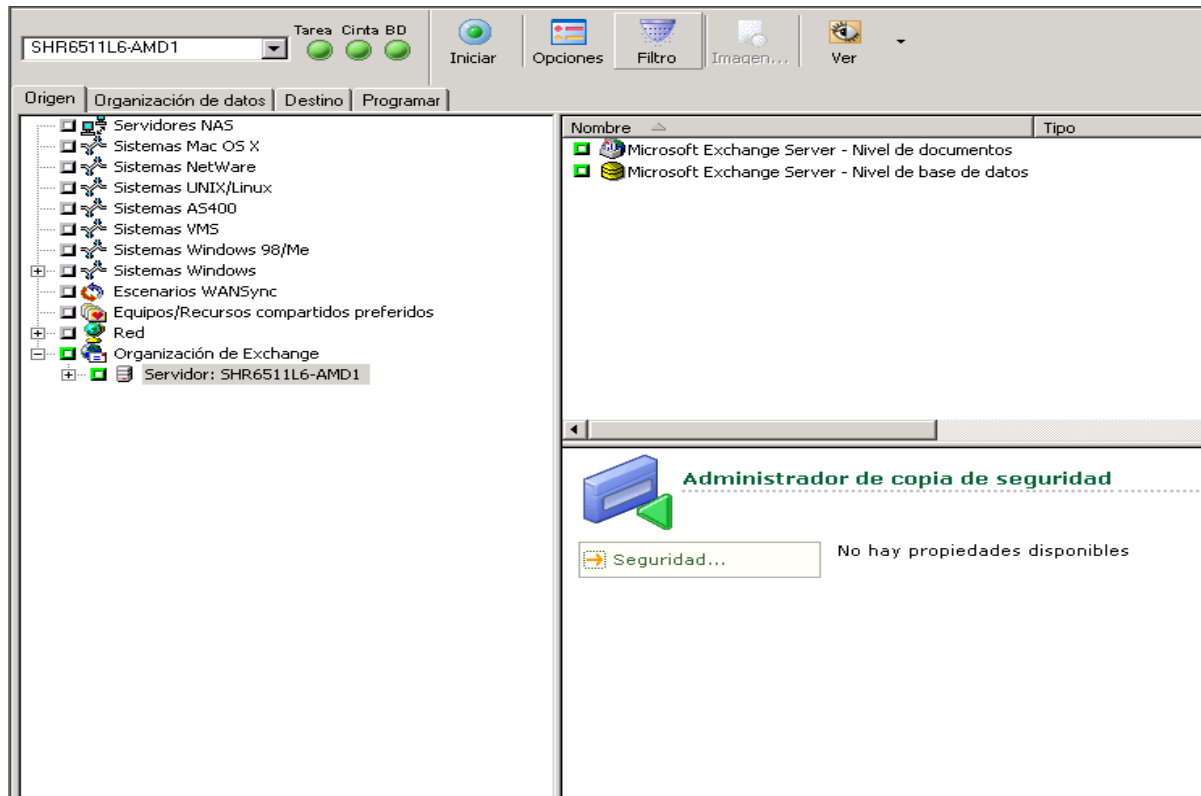 Tarea Cinta BD
SHR6511L6-AMD1
Iniciar
Opciones
Filtro
Imagen...
Ver
Origen
Organización de datos
Destino
Programar
Servidores NAS
Sistemas Mac OS X
Sistemas NetWare
Sistemas UNIX/Linux
Sistemas AS400
Sistemas VMS
Sistemas Windows 98/Me
Sistemas Windows
Escenarios WANSync
Equipos/Recursos compartidos preferidos
Red
Organización de Exchange
Servidor: SHR6511L6-AMD1
Nombre
Tipo
Microsoft Exchange Server - Nivel de documentos
Microsoft Exchange Server - Nivel de base de datos
Administrador de copia de seguridad
Seguridad...
No hay propiedades disponibles